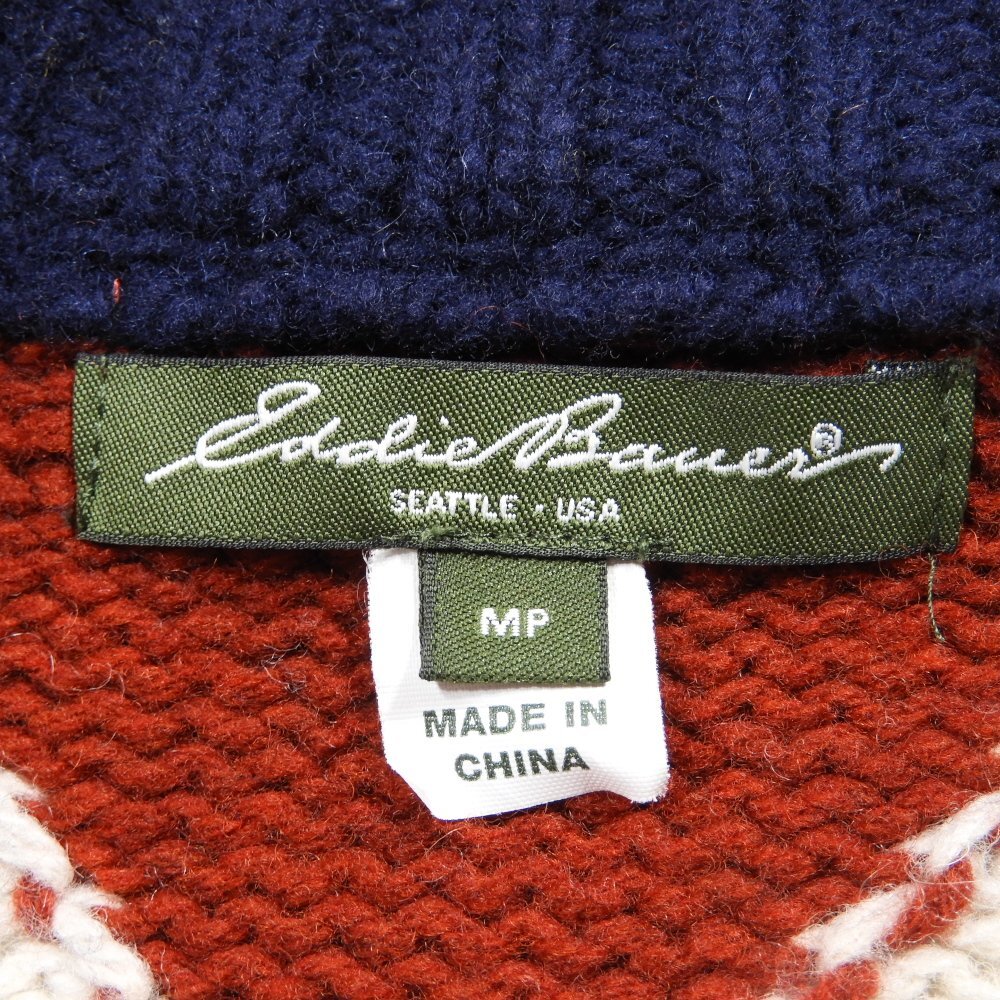 Eddie Bauer®
SEATTLE · USA
MP
MADE IN
CHINA